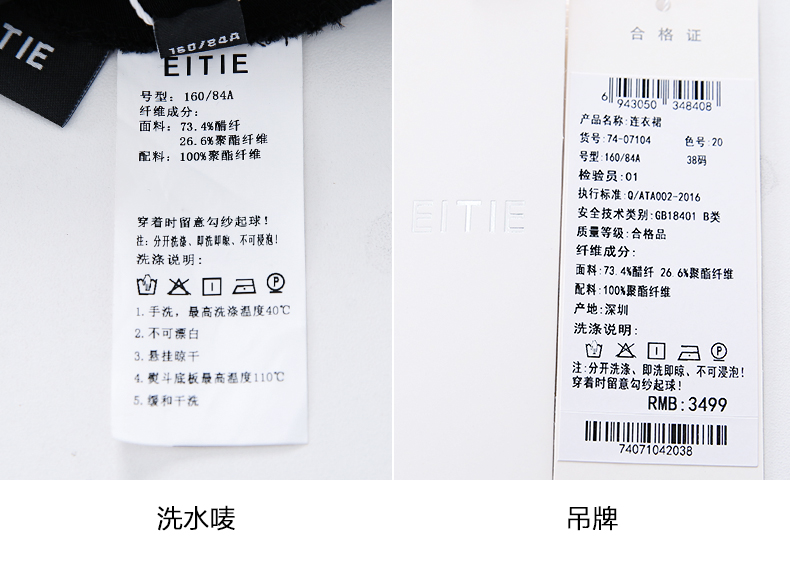 TIE
160/84A
EITIE
号型：160/84A
纤维成分：
面料：73.4%醋纤
26.6%聚酯纤维
配料：100%聚酯纤维
穿着时留意勾纱起球！
注：分开洗涤、即洗即晾、不可浸泡！
洗涤说明：
P
1.手洗，最高洗涤温度40℃
2.不可漂白
3.悬挂晾干
4.熨斗底板最高温度110℃
5.缓和干洗
洗水唛
EITIE
合格证
6 943050 348408
产品名称:连衣裙
货号:74-07104 色号:20
号型:160/84A 38码
检验员:01
执行标准:Q/ATA002-2016
安全技术类别:GB18401 B类
质量等级:合格品
纤维成分:
面料:73.4%醋纤 26.6%聚酯纤维
配料:100%聚酯纤维
产地:深圳
洗涤说明:
P
注:分开洗涤、即洗即晾、不可浸泡!
穿着时留意勾纱起球!
RMB:3499
74071042038
吊牌